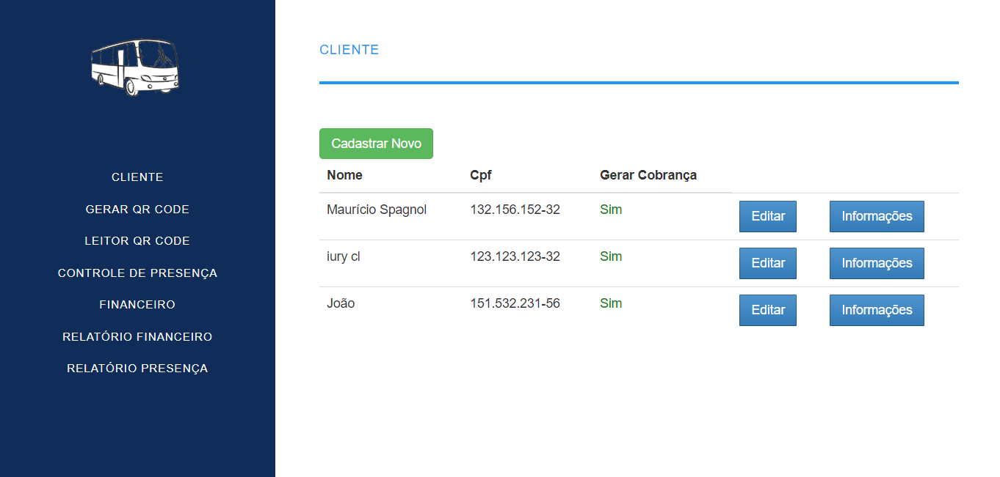 CLIENTE
GERAR QR CODE
LEITOR QR CODE
CONTROLE DE PRESENÇA
FINANCEIRO
RELATÓRIO FINANCEIRO
RELATÓRIO PRESENÇA
CLIENTE
Cadastrar Novo
Nome Cpf Gerar Cobrança
Maurício Spagnol 132.156.152-32 Sim Editar Informações
iury cl 123.123.123-32 Sim Editar Informações
João 151.532.231-56 Sim Editar Informações